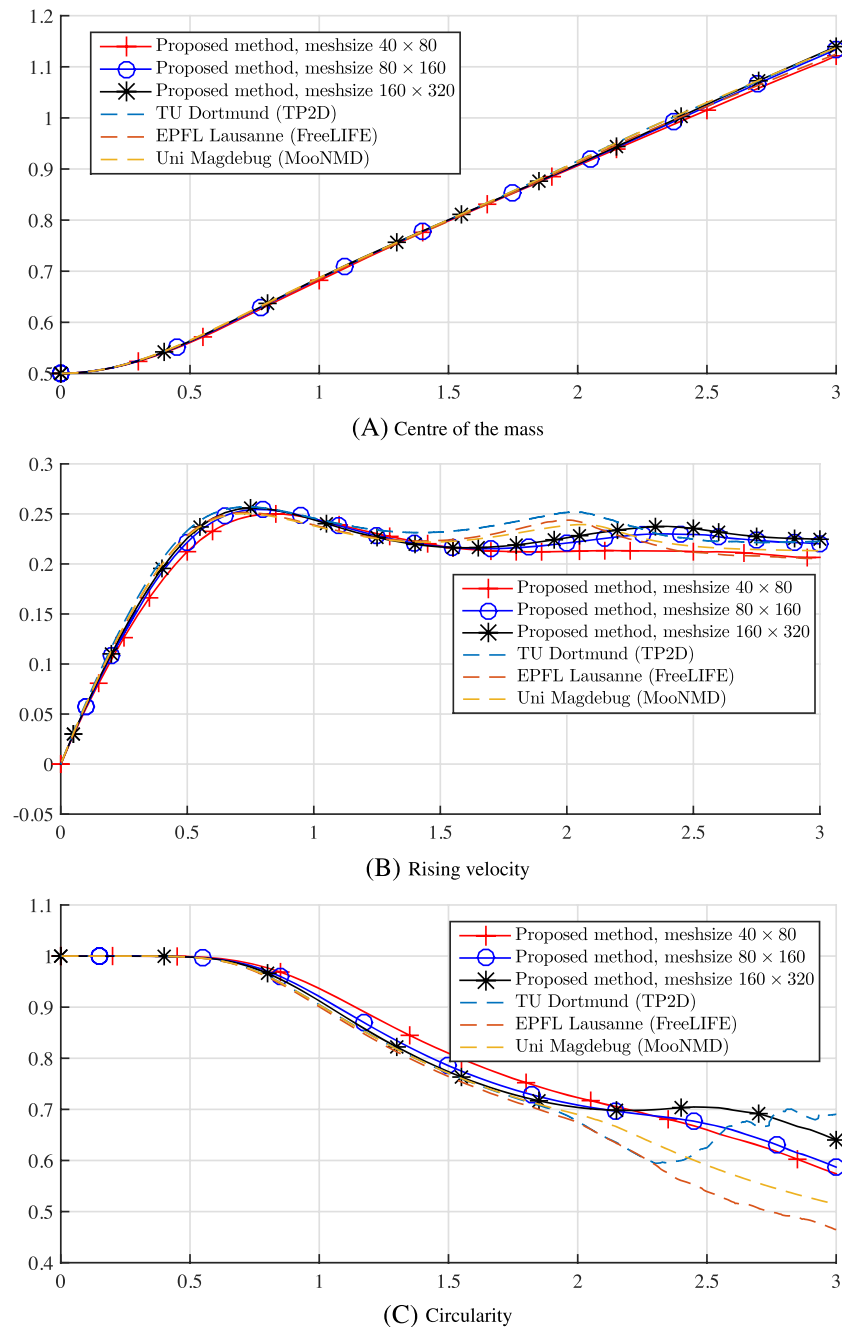 1.2
1.1
1
0.9
0.8
0.7
0.6
0.5
Proposed method, meshsize 40 × 80
Proposed method, meshsize 80 × 160
Proposed method, meshsize 160 × 320
TU Dortmund (TP2D)
EPFL Lausanne (FreeLIFE)
Uni Magdebug (MooNMD)
0 0.5 1 1.5 2 2.5 3
(A) Centre of the mass
0.3
0.25
0.2
0.15
0.1
0.05
0
-0.05
Proposed method, meshsize 40 × 80
Proposed method, meshsize 80 × 160
Proposed method, meshsize 160 × 320
TU Dortmund (TP2D)
EPFL Lausanne (FreeLIFE)
Uni Magdebug (MooNMD)
0 0.5 1 1.5 2 2.5 3
(B) Rising velocity
1.1
1
0.9
0.8
0.7
0.6
0.5
0.4
Proposed method, meshsize 40 × 80
Proposed method, meshsize 80 × 160
Proposed method, meshsize 160 × 320
TU Dortmund (TP2D)
EPFL Lausanne (FreeLIFE)
Uni Magdebug (MooNMD)
0 0.5 1 1.5 2 2.5 3
(C) Circularity